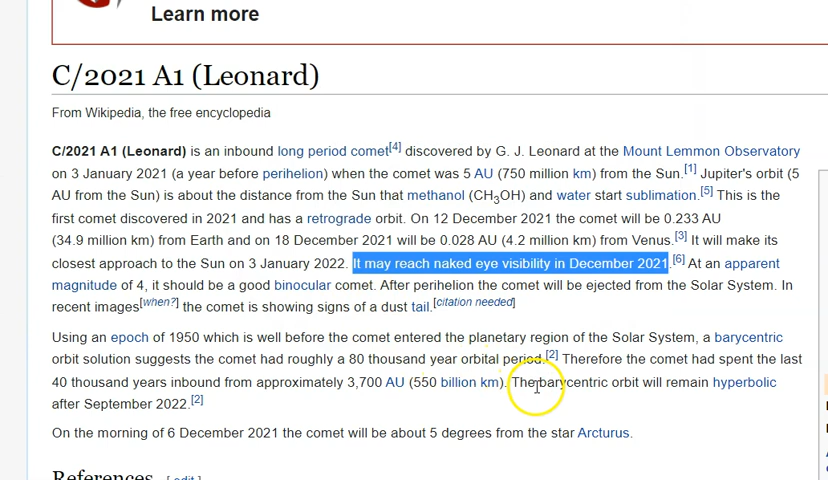 Learn more
C/2021 A1 (Leonard)
From Wikipedia, the free encyclopedia
C/2021 A1 (Leonard) is an inbound long period comet[4] discovered by G. J. Leonard at the Mount Lemmon Observatory
on 3 January 2021 (a year before perihelion) when the comet was 5 AU (750 million km) from the Sun.[1] Jupiter's orbit (5
AU from the Sun) is about the distance from the Sun that methanol (CH3OH) and water start sublimation.[5] This is the
first comet discovered in 2021 and has a retrograde orbit. On 12 December 2021 the comet will be 0.233 AU
(34.9 million km) from Earth and on 18 December 2021 will be 0.028 AU (4.2 million km) from Venus.[3] It will make its
closest approach to the Sun on 3 January 2022. It may reach naked eye visibility in December 2021.[6] At an apparent
magnitude of 4, it should be a good binocular comet. After perihelion the comet will be ejected from the Solar System. In
recent images[when?] the comet is showing signs of a dust tail.[citation needed]
Using an epoch of 1950 which is well before the comet entered the planetary region of the Solar System, a barycentric
orbit solution suggests the comet had roughly a 80 thousand year orbital period.[2] Therefore the comet had spent the last
40 thousand years inbound from approximately 3,700 AU (550 billion km). The barycentric orbit will remain hyperbolic
after September 2022.[2]
On the morning of 6 December 2021 the comet will be about 5 degrees from the star Arcturus.
References [ edit ]